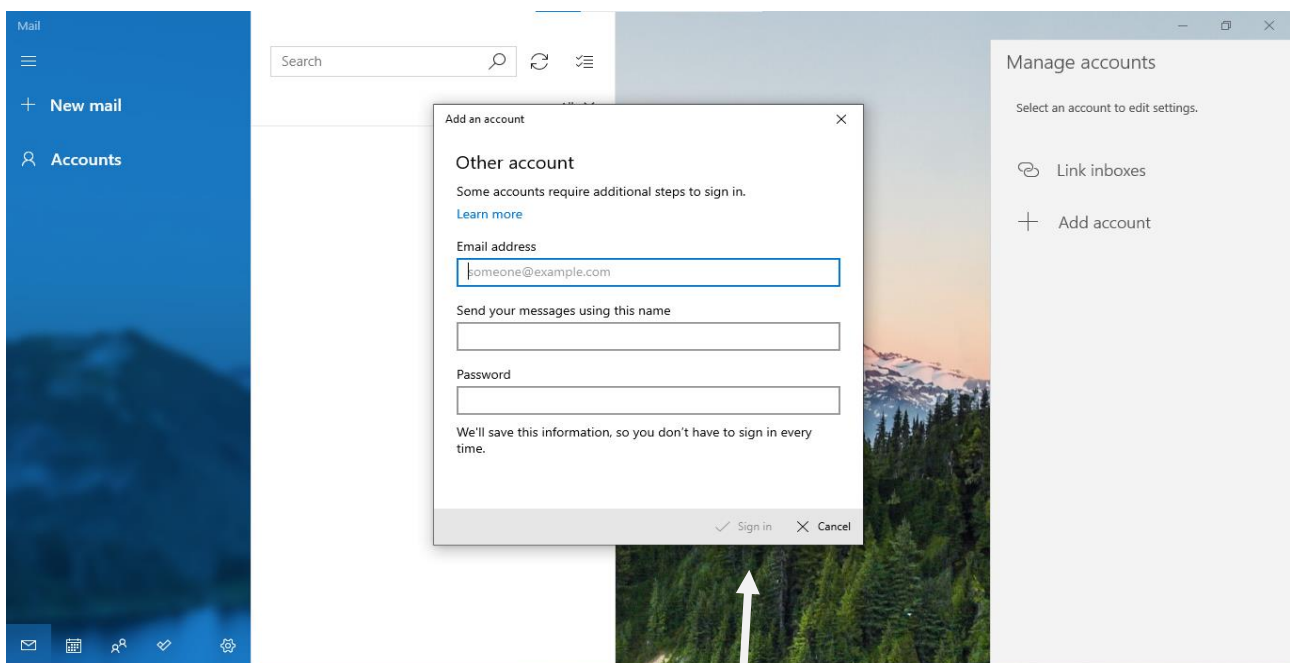 Mail
New mail
Accounts
Search
Manage accounts
Select an account to edit settings.
Link inboxes
Add account
Add an account
Other account
Some accounts require additional steps to sign in.
Learn more
Email address
someone@example.com
Send your messages using this name
Password
We'll save this information, so you don't have to sign in every
time.
Sign in
Cancel